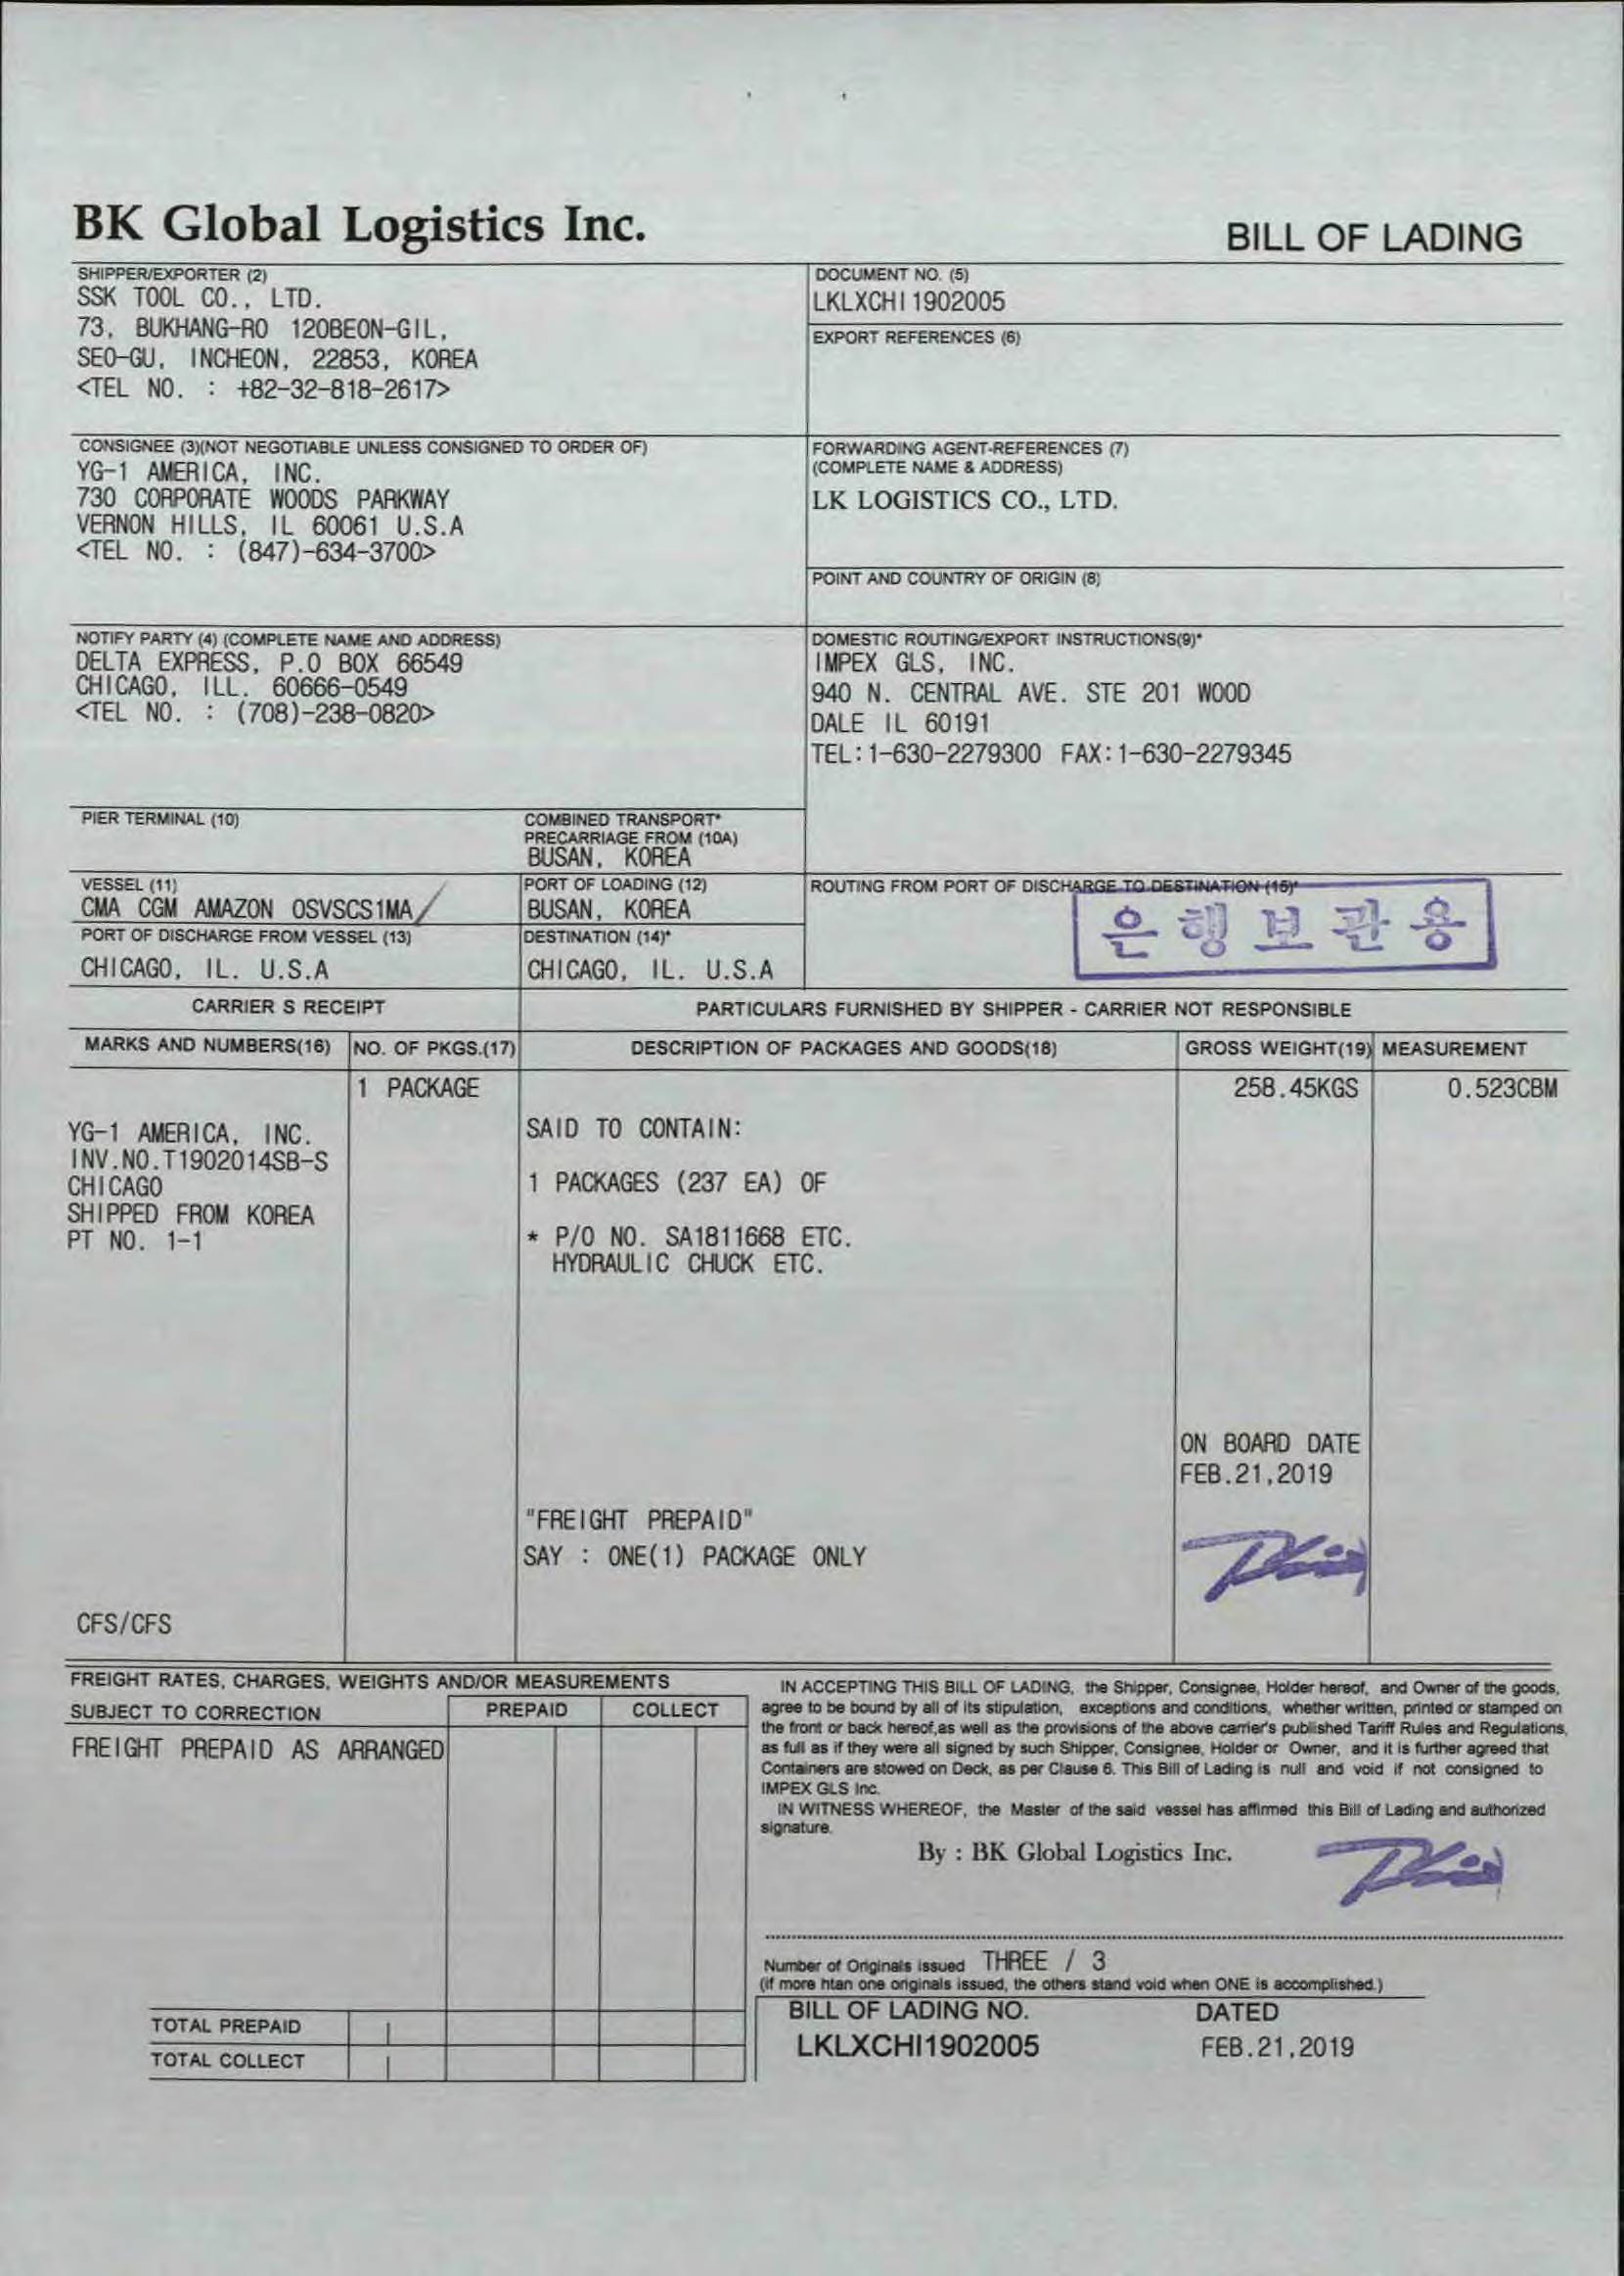 BK Global Logistics Inc.
BILL OF LADING
SHIPPER/EXPORTER (2)
SSK TOOL CO., LTD.
73, BUKHANG-RO 120BEON-GIL,
SEO-GU, INCHEON, 22853, KOREA
<TEL NO. : +82-32-818-2617>
DOCUMENT NO. (5)
LKLXCHI1902005
EXPORT REFERENCES (6)
CONSIGNEE (3)(NOT NEGOTIABLE UNLESS CONSIGNED TO ORDER OF)
YG-1 AMERICA, INC.
730 CORPORATE WOODS PARKWAY
VERNON HILLS, IL 60061 U.S.A
<TEL NO. : (847)-634-3700>
FORWARDING AGENT-REFERENCES (7)
(COMPLETE NAME & ADDRESS)
LK LOGISTICS CO., LTD.
POINT AND COUNTRY OF ORIGIN (8)
NOTIFY PARTY (4) (COMPLETE NAME AND ADDRESS)
DELTA EXPRESS, P.O BOX 66549
CHICAGO, ILL. 60666-0549
<TEL NO. : (708)-238-0820>
DOMESTIC ROUTING/EXPORT INSTRUCTIONS(9)*
IMPEX GLS, INC.
940 N. CENTRAL AVE. STE 201 WOOD
DALE IL 60191
TEL:1-630-2279300 FAX:1-630-2279345
PIER TERMINAL (10)
COMBINED TRANSPORT*
PRECARRIAGE FROM (10A)
BUSAN, KOREA
VESSEL (11)
CMA CGM AMAZON OSVSCS1MA
PORT OF LOADING (12)
BUSAN, KOREA
ROUTING FROM PORT OF DISCHARGE TO DESTINATION (15)*
은행보관용
PORT OF DISCHARGE FROM VESSEL (13)
CHICAGO, IL. U.S.A
DESTINATION (14)*
CHICAGO, IL. U.S.A
CARRIER S RECEIPT
PARTICULARS FURNISHED BY SHIPPER - CARRIER NOT RESPONSIBLE
MARKS AND NUMBERS(16) NO. OF PKGS.(17) DESCRIPTION OF PACKAGES AND GOODS(18) GROSS WEIGHT(19) MEASUREMENT
1 PACKAGE 258.45KGS 0.523CBM
YG-1 AMERICA, INC.
INV.NO.T1902014SB-S
CHICAGO
SHIPPED FROM KOREA
PT NO. 1-1
SAID TO CONTAIN:
1 PACKAGES (237 EA) OF
* P/O NO. SA1811668 ETC.
HYDRAULIC CHUCK ETC.
ON BOARD DATE
FEB.21,2019
"FREIGHT PREPAID"
SAY : ONE(1) PACKAGE ONLY
CFS/CFS
FREIGHT RATES, CHARGES, WEIGHTS AND/OR MEASUREMENTS
SUBJECT TO CORRECTION PREPAID COLLECT
FREIGHT PREPAID AS ARRANGED
TOTAL PREPAID
TOTAL COLLECT
IN ACCEPTING THIS BILL OF LADING, the Shipper, Consignee, Holder hereof, and Owner of the goods,
agree to be bound by all of its stipulation, exceptions and conditions, whether written, printed or stamped on
the front or back hereof,as well as the provisions of the above carrier's published Tariff Rules and Regulations,
as full as if they were all signed by such Shipper, Consignee, Holder or Owner, and it is further agreed that
Containers are stowed on Deck, as per Clause 6. This Bill of Lading is null and void if not consigned to
IMPEX GLS Inc.
IN WITNESS WHEREOF, the Master of the said vessel has affirmed this Bill of Lading and authorized
signature.
By : BK Global Logistics Inc.
Number of Originals issued THREE / 3
(if more htan one originals issued, the others stand void when ONE is accomplished.)
BILL OF LADING NO. DATED
LKLXCHI1902005 FEB.21,2019